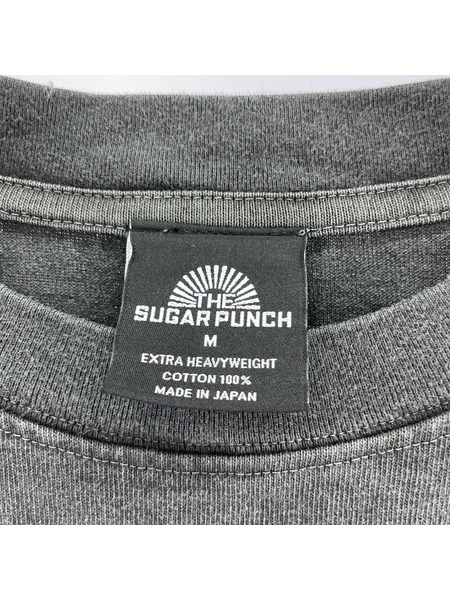 THE
SUGAR PUNCH
M
EXTRA HEAVYWEIGHT
COTTON 100%
MADE IN JAPAN